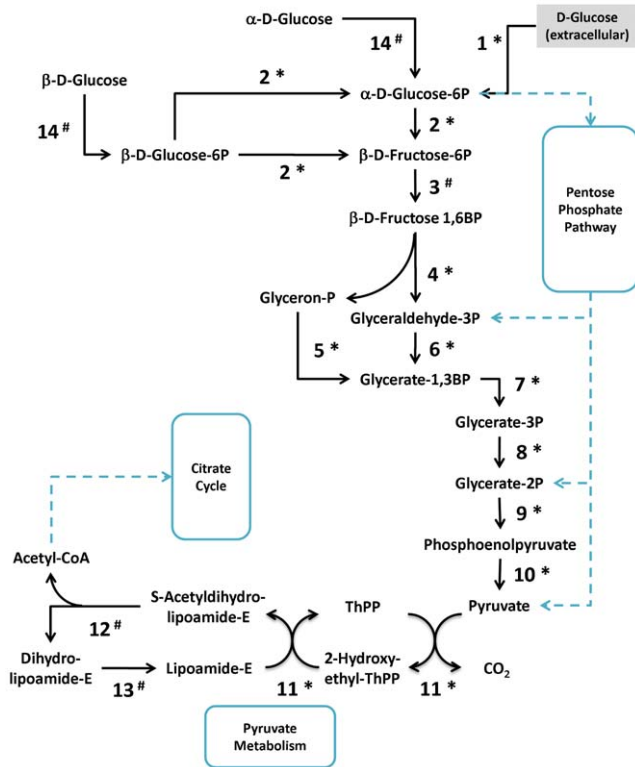 α-D-Glucose
D-Glucose
(extracellular)
14 #
1 *
β-D-Glucose
2 *
α-D-Glucose-6P
14 #
2 *
β-D-Glucose-6P
2 *
β-D-Fructose-6P
3 #
Pentose
Phosphate
Pathway
β-D-Fructose 1,6BP
4 *
Glyceron-P
Glyceraldehyde-3P
5 *
6 *
Glycerate-1,3BP
7 *
Glycerate-3P
8 *
Citrate
Cycle
Glycerate-2P
9 *
Phosphoenolpyruvate
Acetyl-CoA
10 *
S-Acetyldihydro-
lipoamide-E
ThPP
Pyruvate
12 #
Dihydro-
lipoamide-E
13 #
Lipoamide-E
11 *
2-Hydroxy-
ethyl-ThPP
11 *
CO₂
Pyruvate
Metabolism